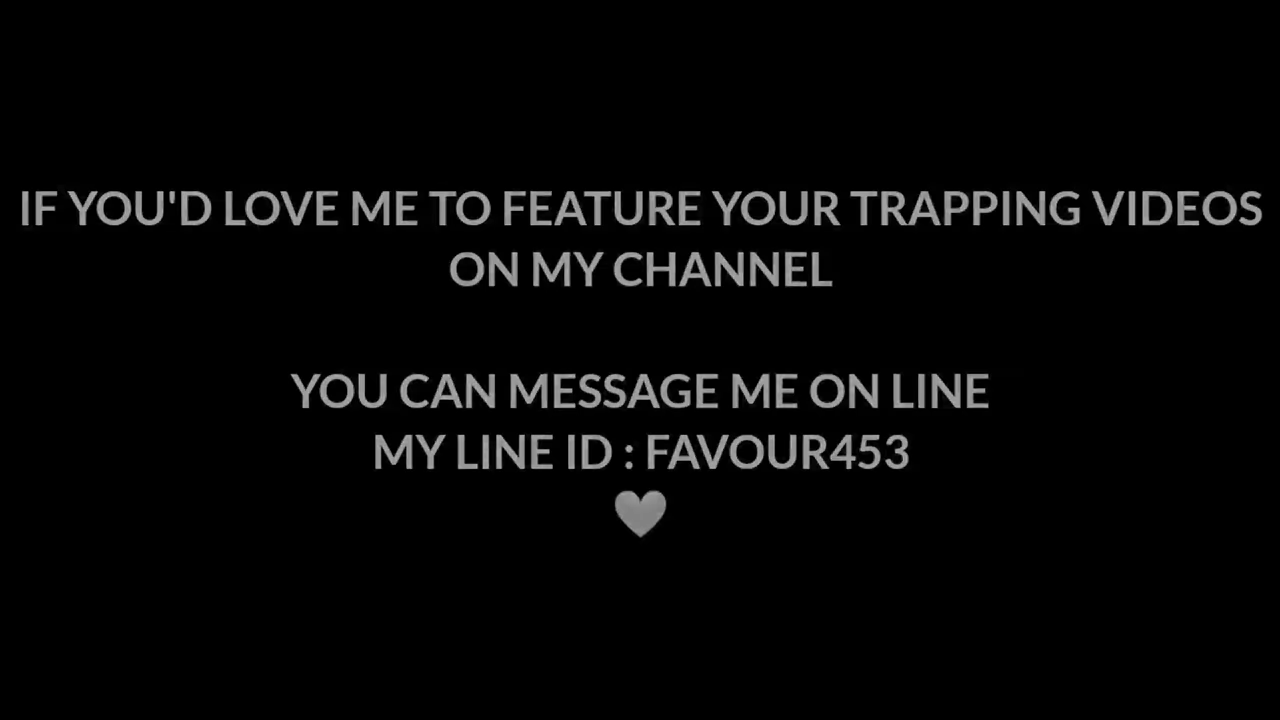 IF YOU'D LOVE ME TO FEATURE YOUR TRAPPING VIDEOS
ON MY CHANNEL
YOU CAN MESSAGE ME ON LINE
MY LINE ID : FAVOUR453